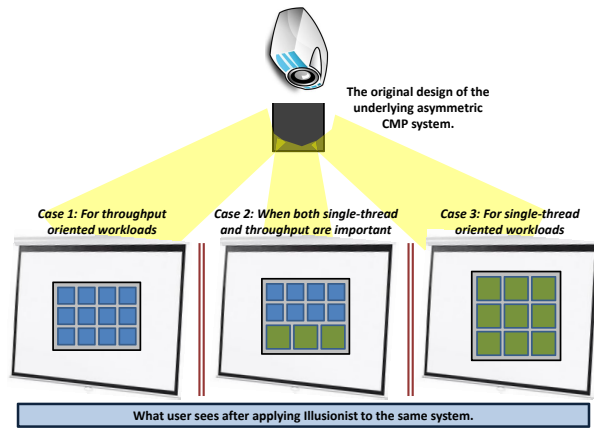 The original design of the
underlying asymmetric
CMP system.
Case 1: For throughput
oriented workloads
Case 2: When both single-thread
and throughput are important
Case 3: For single-thread
oriented workloads
What user sees after applying Illusionist to the same system.